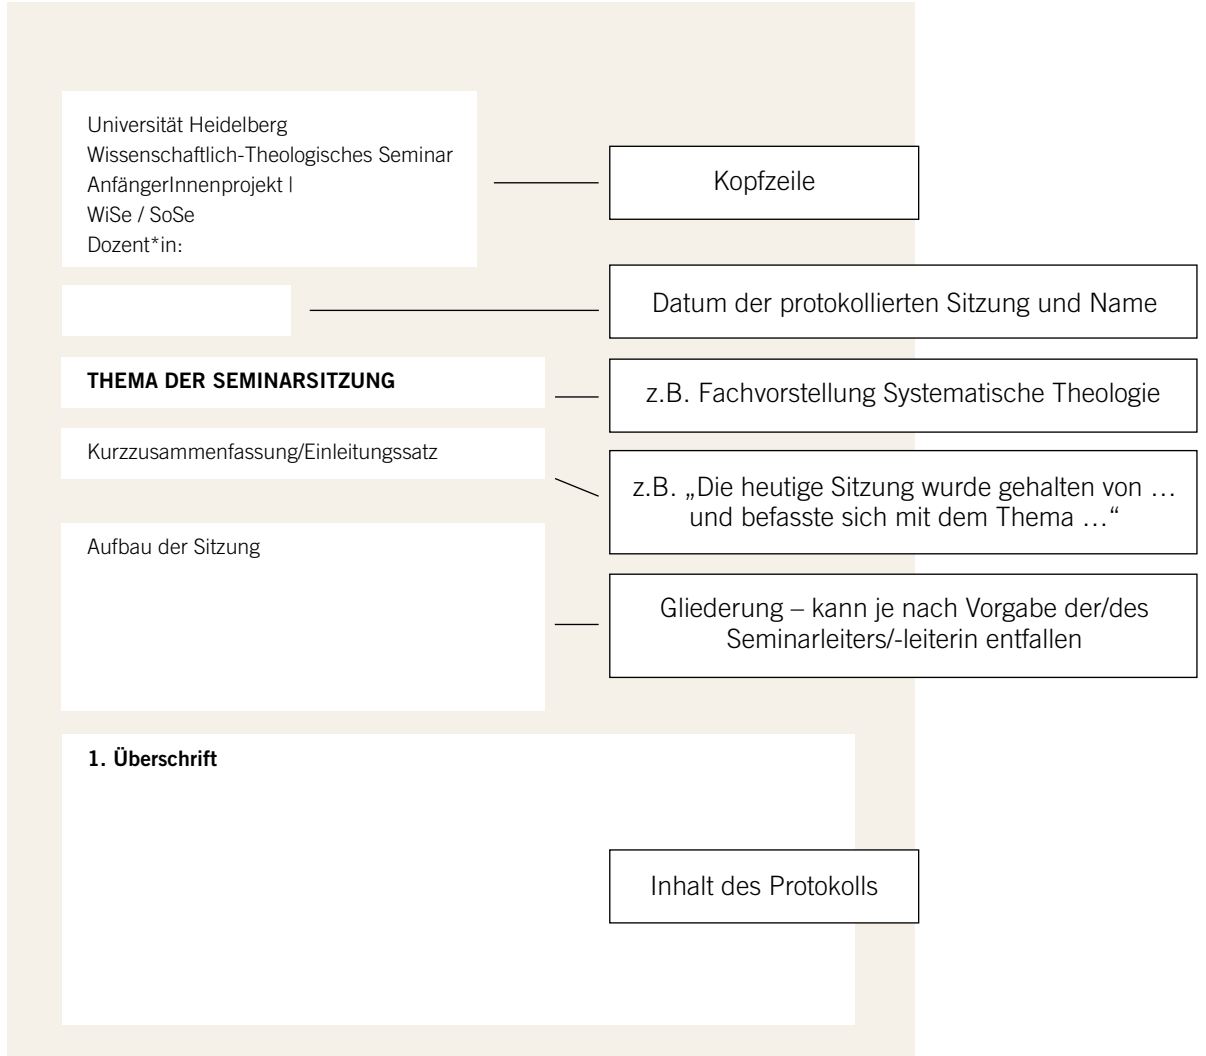 Universität Heidelberg
Wissenschaftlich-Theologisches Seminar
AnfängerInnenprojekt |
WiSe / SoSe
Dozent*in:
Kopfzeile
Datum der protokollierten Sitzung und Name
THEMA DER SEMINARSITZUNG
z.B. Fachvorstellung Systematische Theologie
Kurzzusammenfassung/Einleitungssatz
z.B. „Die heutige Sitzung wurde gehalten von …
und befasste sich mit dem Thema …“
Aufbau der Sitzung
Gliederung – kann je nach Vorgabe der/des
Seminarleiters/-leiterin entfallen
1. Überschrift
Inhalt des Protokolls